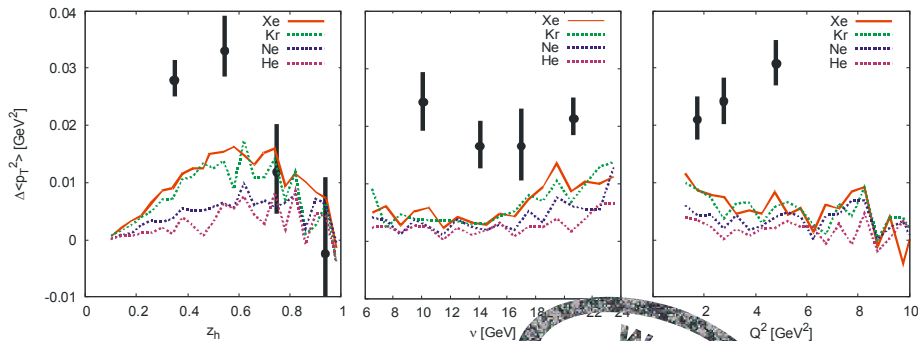 0.04
0.03
0.02
0.01
0
-0.01
Δ<p_T^2> [GeV^2]
Xe
Kr
Ne
He
0 0.2 0.4 0.6 0.8 1
z_h
Xe
Kr
Ne
He
6 8 10 12 14 16 18 20 22 24
ν [GeV]
Xe
Kr
Ne
He
0 2 4 6 8 10
Q^2 [GeV^2]